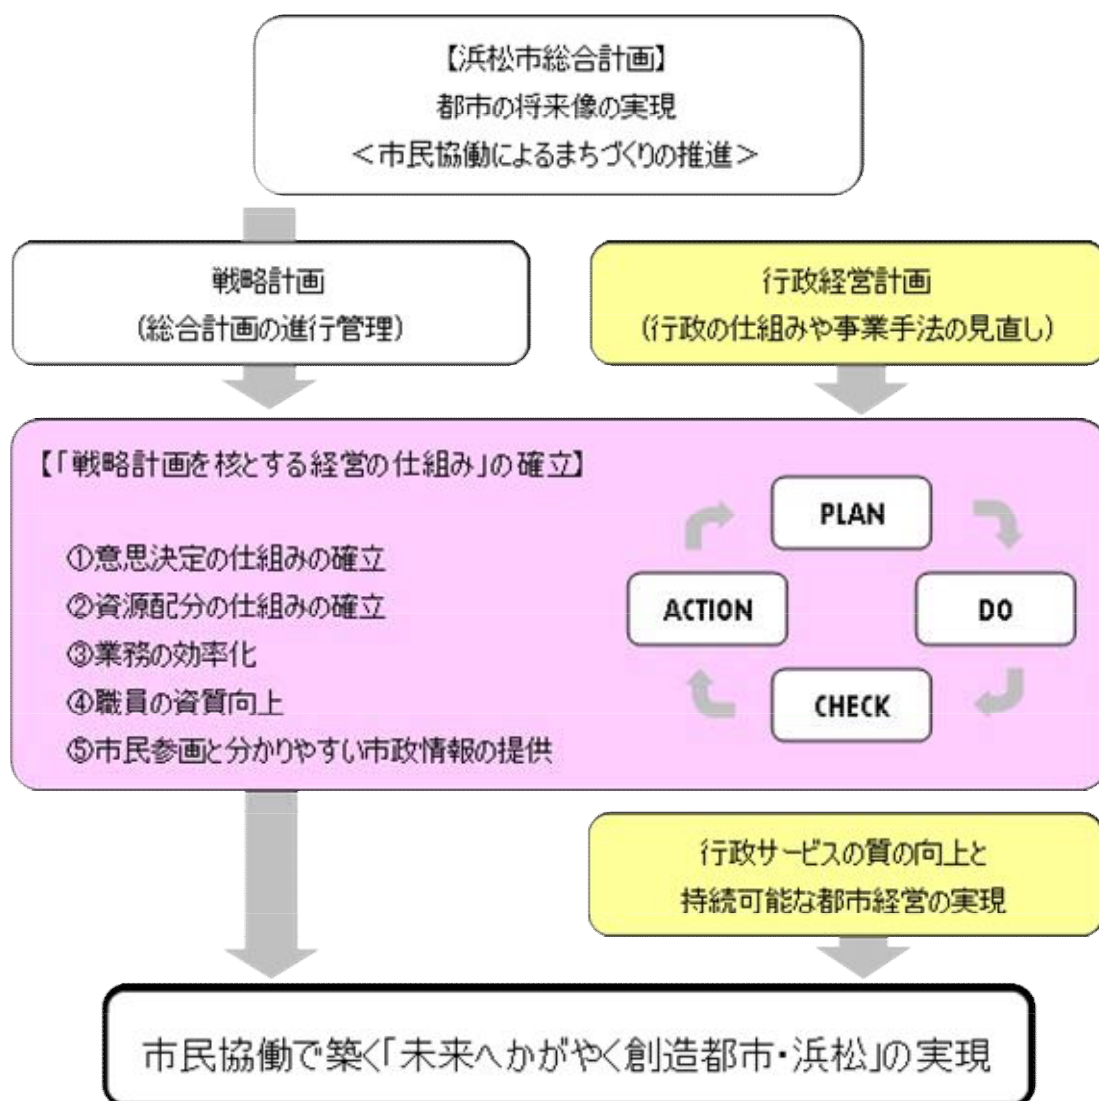 【浜松市総合計画】
都市の将来像の実現
＜市民協働によるまちづくりの推進＞
戦略計画
(総合計画の進行管理)
行政経営計画
(行政の仕組みや事業手法の見直し)
【「戦略計画を核とする経営の仕組み」の確立】
①意思決定の仕組みの確立
②資源配分の仕組みの確立
③業務の効率化
④職員の資質向上
⑤市民参画と分かりやすい市政情報の提供
PLAN
ACTION
DO
CHECK
行政サービスの質の向上と
持続可能な都市経営の実現
市民協働で築く「未来へかがやく創造都市・浜松」の実現